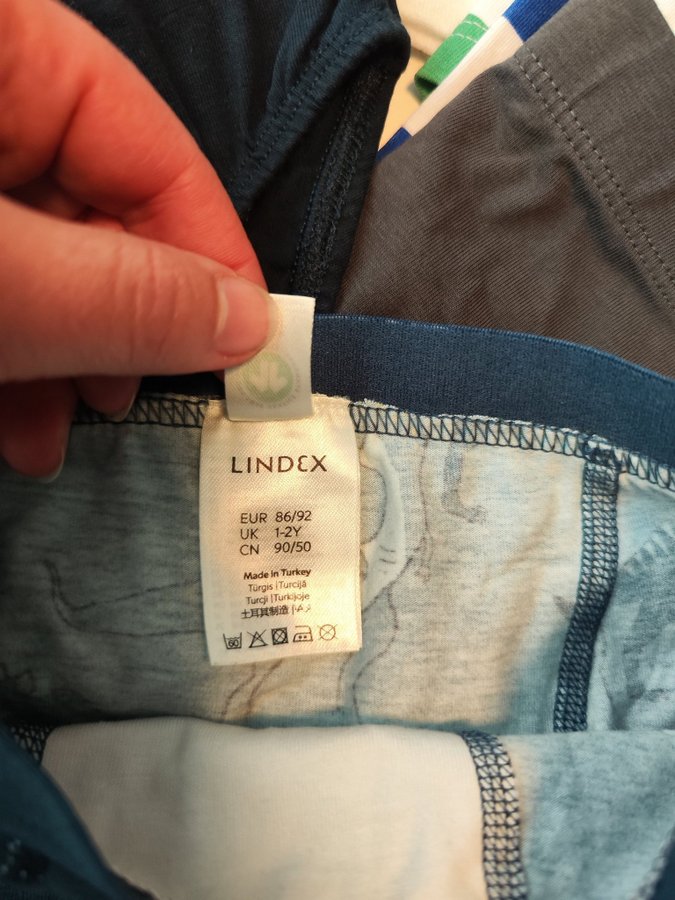 LINDEX
EUR 86/92
UK 1-2Y
CN 90/50
Made in Turkey
Türgis | Turcijā
Turcji | Turkijoje
土耳其制造
60